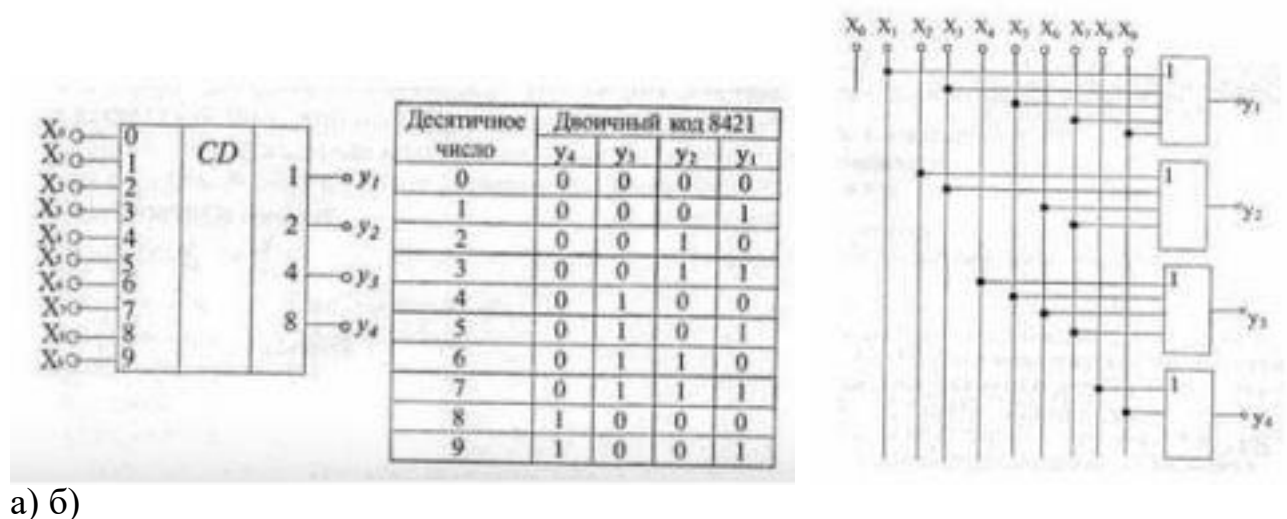 X₀ 0
X₁ 1
X₂ 2
X₃ 3
X₄ 4
X₅ 5
X₆ 6
X₇ 7
X₈ 8
X₉ 9
CD
1 y₁
2 y₂
4 y₃
8 y₄
Десятичное число Двоичный код 8421
y₄ y₃ y₂ y₁
0 0 0 0 0
1 0 0 0 1
2 0 0 1 0
3 0 0 1 1
4 0 1 0 0
5 0 1 0 1
6 0 1 1 0
7 0 1 1 1
8 1 0 0 0
9 1 0 0 1
X₀ X₁ X₂ X₃ X₄ X₅ X₆ X₇ X₈ X₉
1 y₁
1 y₂
1 y₃
1 y₄
а) б)